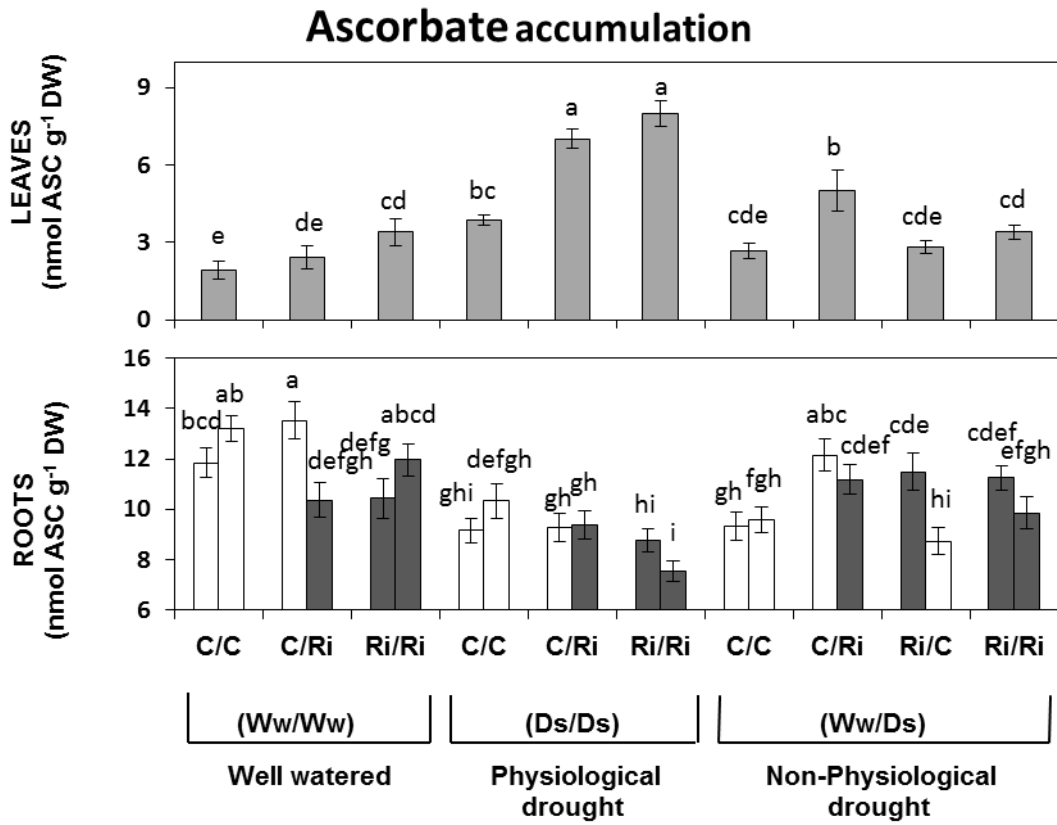 Ascorbate accumulation
LEAVES
(nmol ASC g-1 DW)
9
6
3
0
e
de
cd
bc
a
a
cde
b
cde
cd
ROOTS
(nmol ASC g-1 DW)
16
14
12
10
8
6
bcd
ab
a
defgh
defg
abcd
ghi
defgh
gh
gh
hi
i
gh
fgh
abc
cdef
cde
hi
cdef
efgh
C/C C/Ri Ri/Ri C/C C/Ri Ri/Ri C/C C/Ri Ri/C Ri/Ri
(Ww/Ww) (Ds/Ds) (Ww/Ds)
Well watered Physiological Non-Physiological
drought drought